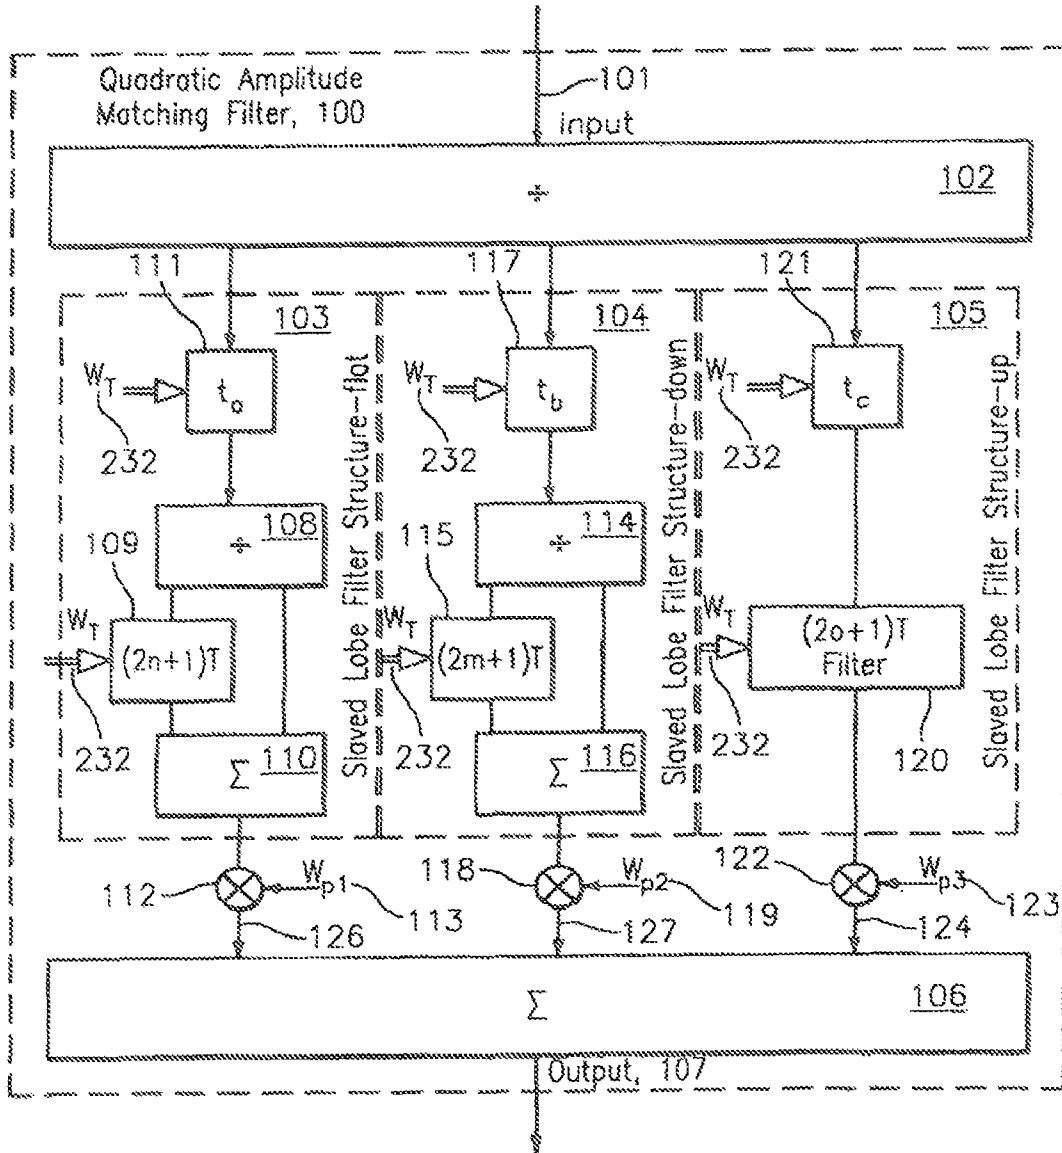 Quadratic Amplitude
Matching Filter, 100
101
input
÷
102
111
117
121
103
104
105
W_T
t_a
W_T
t_b
W_T
t_c
232
232
232
Slaved Lobe Filter Structure-flat
Slaved Lobe Filter Structure-down
Slaved Lobe Filter Structure-up
÷ 108
÷ 114
109
115
W_T
(2n+1)T
W_T
(2m+1)T
W_T
(2o+1)T
Filter
232
232
232
120
Σ 110
Σ 116
112
W_p1
113
118
W_p2
119
122
W_p3
123
126
127
124
Σ
106
Output, 107